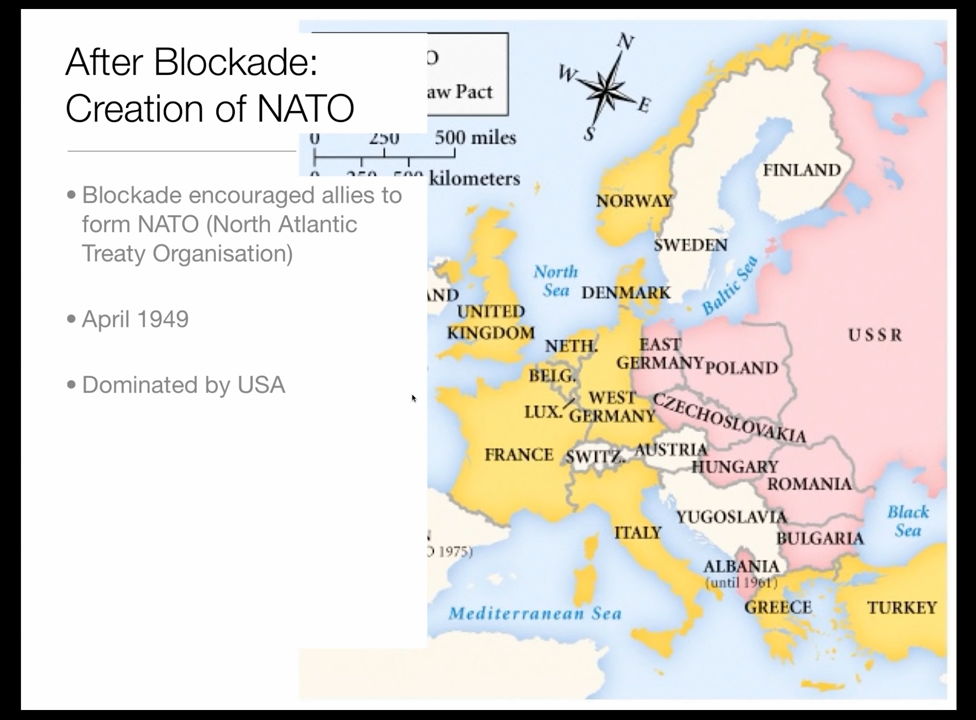 After Blockade:
Creation of NATO
• Blockade encouraged allies to
form NATO (North Atlantic
Treaty Organisation)
• April 1949
• Dominated by USA
O
aw Pact
0 250 500 miles
kilometers
N
W
E
S
FINLAND
NORWAY
SWEDEN
North
Sea
Baltic Sea
DENMARK
AND
UNITED
KINGDOM
USSR
NETH.
EAST
GERMANY
POLAND
BELG.
WEST
GERMANY
LUX.
CZECHOSLOVAKIA
FRANCE
SWITZ.
AUSTRIA
HUNGARY
ROMANIA
Black
Sea
YUGOSLAVIA
BULGARIA
ITALY
1975)
ALBANIA
(until 1961)
Mediterranean Sea
GREECE
TURKEY